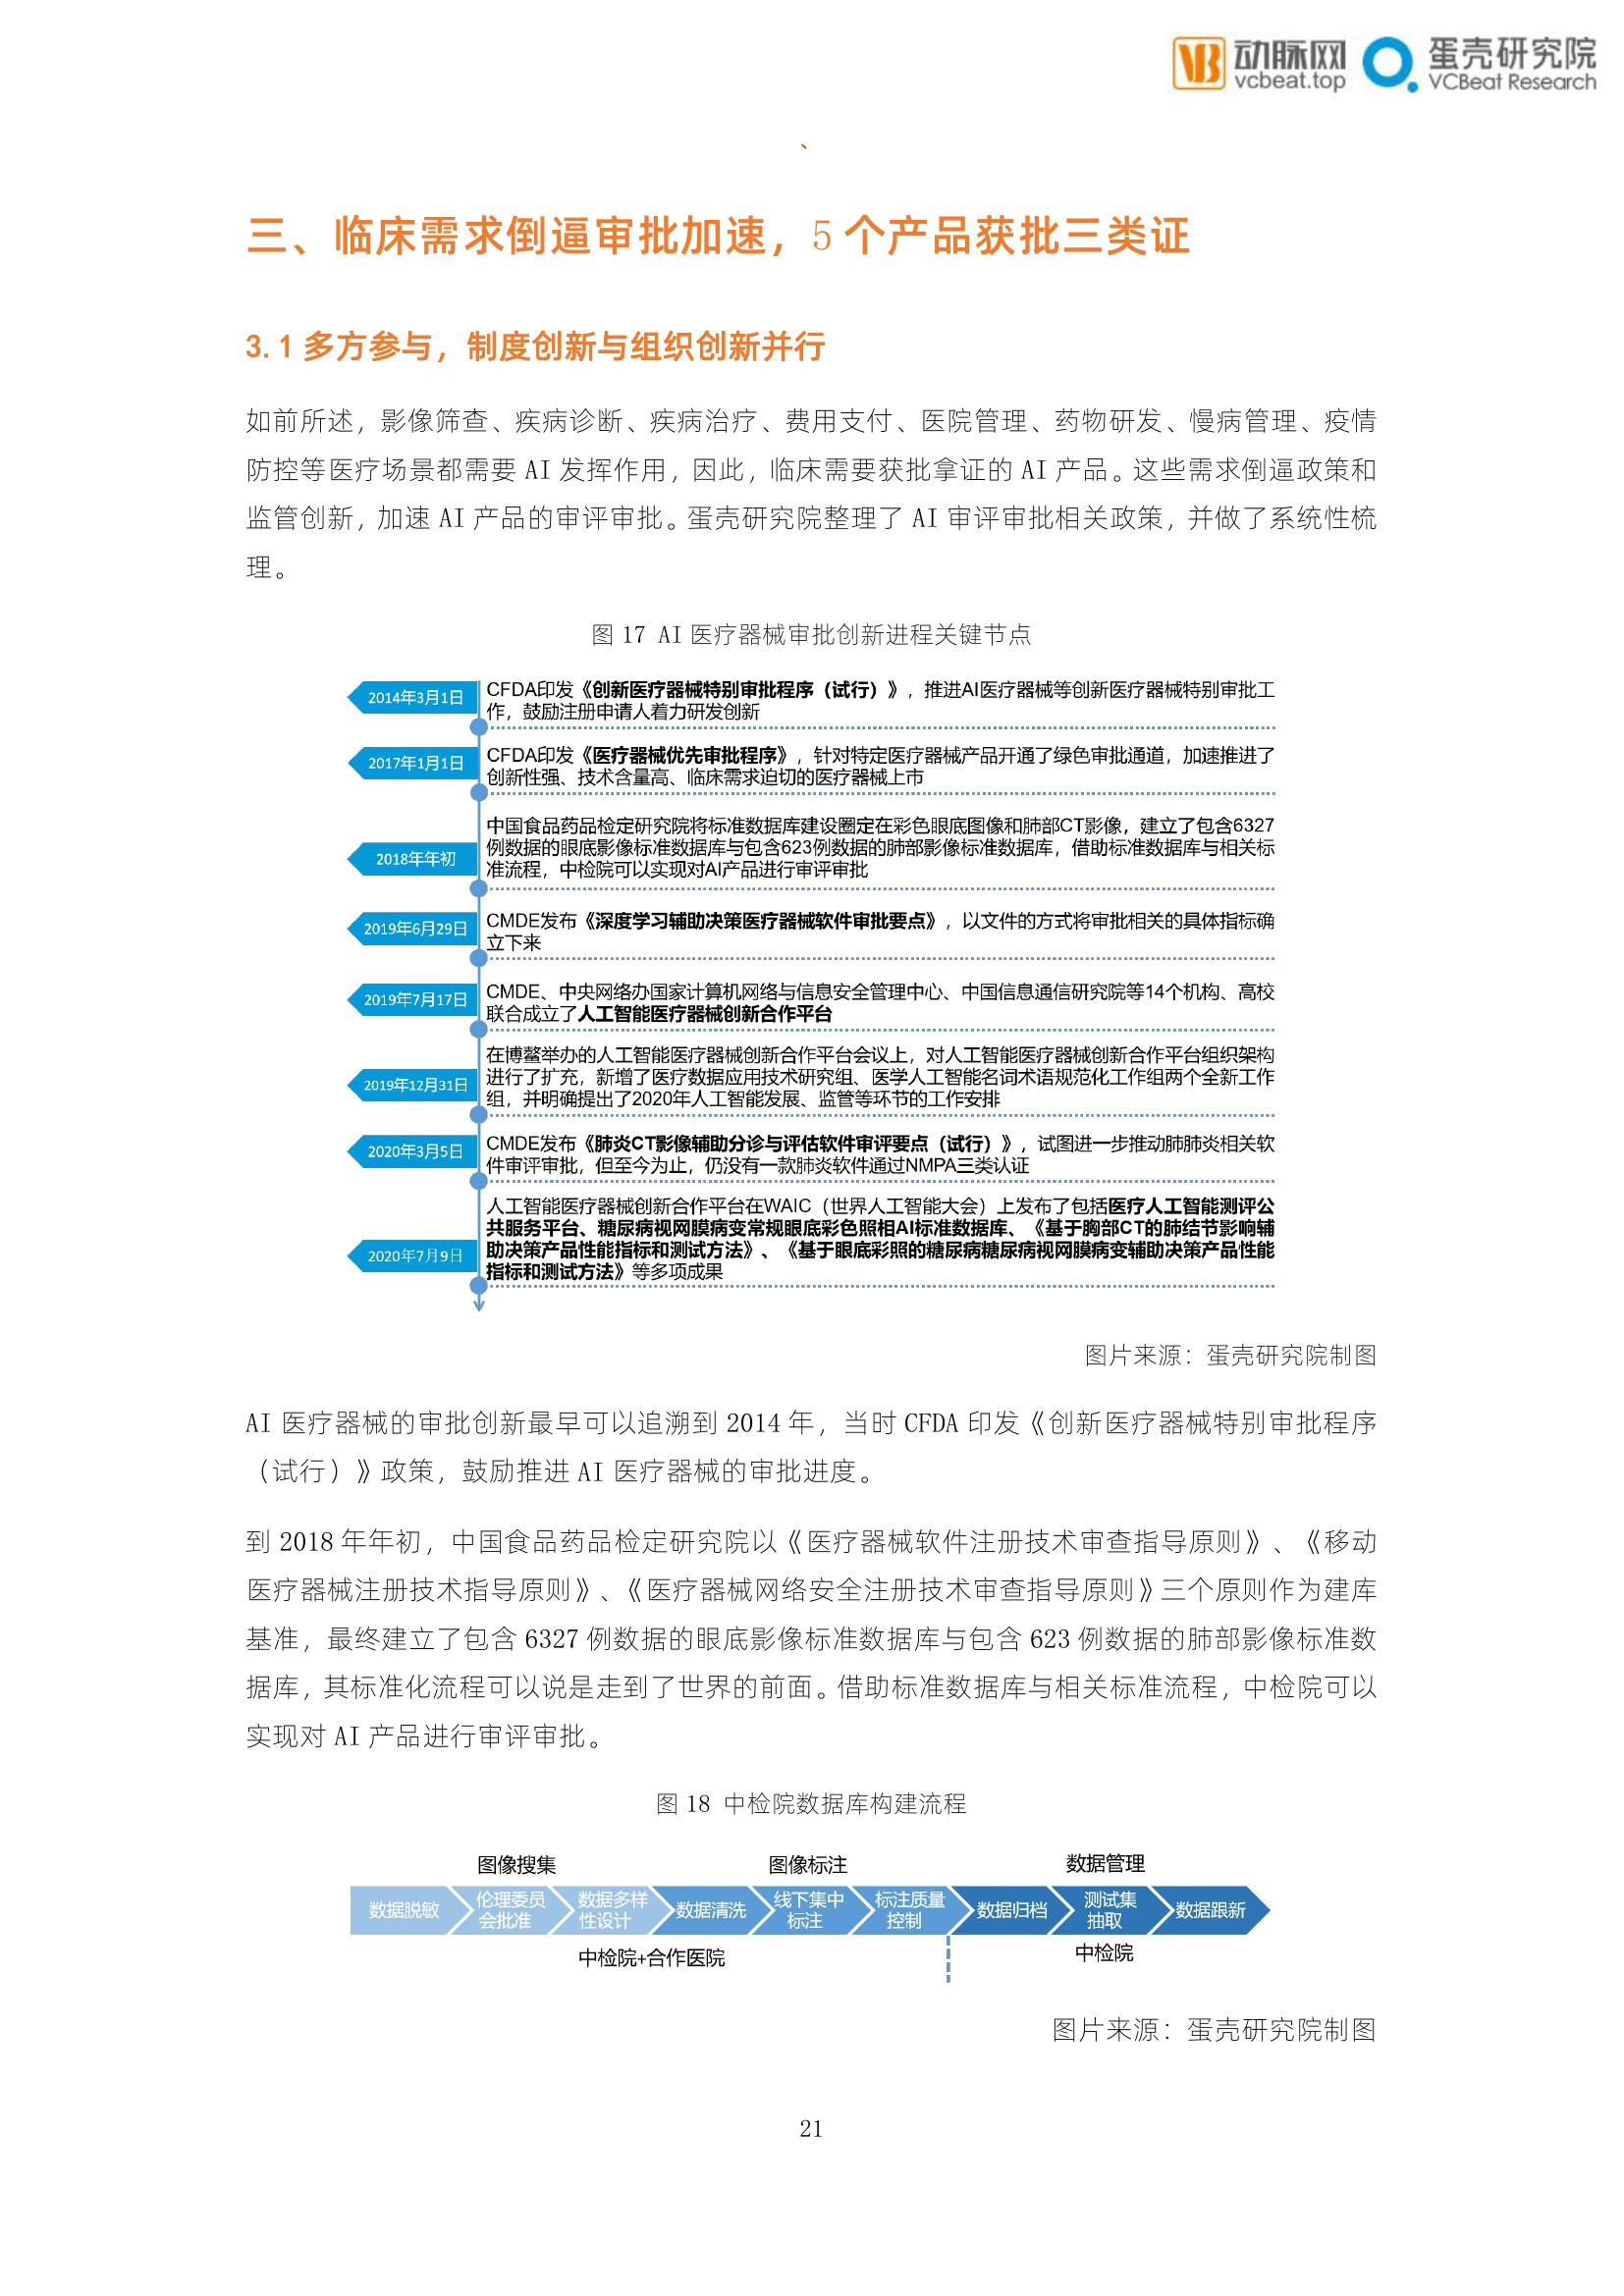 动脉网
vcbeat.top
蛋壳研究院
VCBeat Research
、
三、临床需求倒逼审批加速，5 个产品获批三类证
3.1 多方参与，制度创新与组织创新并行
如前所述，影像筛查、疾病诊断、疾病治疗、费用支付、医院管理、药物研发、慢病管理、疫情
防控等医疗场景都需要 AI 发挥作用，因此，临床需要获批拿证的 AI 产品。这些需求倒逼政策和
监管创新，加速 AI 产品的审评审批。蛋壳研究院整理了 AI 审评审批相关政策，并做了系统性梳
理。
图 17 AI 医疗器械审批创新进程关键节点
2014年3月1日
CFDA印发《创新医疗器械特别审批程序（试行）》，推进AI医疗器械等创新医疗器械特别审批工
作，鼓励注册申请人着力研发创新
2017年1月1日
CFDA印发《医疗器械优先审批程序》，针对特定医疗器械产品开通了绿色审批通道，加速推进了
创新性强、技术含量高、临床需求迫切的医疗器械上市
2018年年初
中国食品药品检定研究院将标准数据库建设圈定在彩色眼底图像和肺部CT影像，建立了包含6327
例数据的眼底影像标准数据库与包含623例数据的肺部影像标准数据库，借助标准数据库与相关标
准流程，中检院可以实现对AI产品进行审评审批
2019年6月29日
CMDE发布《深度学习辅助决策医疗器械软件审批要点》，以文件的方式将审批相关的具体指标确
立下来
2019年7月17日
CMDE、中央网络办国家计算机网络与信息安全管理中心、中国信息通信研究院等14个机构、高校
联合成立了人工智能医疗器械创新合作平台
2019年12月31日
在博鳌举办的人工智能医疗器械创新合作平台会议上，对人工智能医疗器械创新合作平台组织架构
进行了扩充，新增了医疗数据应用技术研究组、医学人工智能名词术语规范化工作组两个全新工作
组，并明确提出了2020年人工智能发展、监管等环节的工作安排
2020年3月5日
CMDE发布《肺炎CT影像辅助分诊与评估软件审评要点（试行）》，试图进一步推动肺肺炎相关软
件审评审批，但至今为止，仍没有一款肺炎软件通过NMPA三类认证
2020年7月9日
人工智能医疗器械创新合作平台在WAIC（世界人工智能大会）上发布了包括医疗人工智能测评公
共服务平台、糖尿病视网膜病变常规眼底彩色照相AI标准数据库、《基于胸部CT的肺结节影响辅
助决策产品性能指标和测试方法》、《基于眼底彩照的糖尿病糖尿病视网膜病变辅助决策产品性能
指标和测试方法》等多项成果
图片来源：蛋壳研究院制图
AI 医疗器械的审批创新最早可以追溯到 2014 年，当时 CFDA 印发《创新医疗器械特别审批程序
（试行）》政策，鼓励推进 AI 医疗器械的审批进度。
到 2018 年年初，中国食品药品检定研究院以《医疗器械软件注册技术审查指导原则》、《移动
医疗器械注册技术指导原则》、《医疗器械网络安全注册技术审查指导原则》三个原则作为建库
基准，最终建立了包含 6327 例数据的眼底影像标准数据库与包含 623 例数据的肺部影像标准数
据库，其标准化流程可以说是走到了世界的前面。借助标准数据库与相关标准流程，中检院可以
实现对 AI 产品进行审评审批。
图 18 中检院数据库构建流程
图像搜集
图像标注
数据管理
数据脱敏
伦理委员
会批准
数据多样
性设计
数据清洗
线下集中
标注
标注质量
控制
数据归档
测试集
抽取
数据跟新
中检院+合作医院
中检院
图片来源：蛋壳研究院制图
21